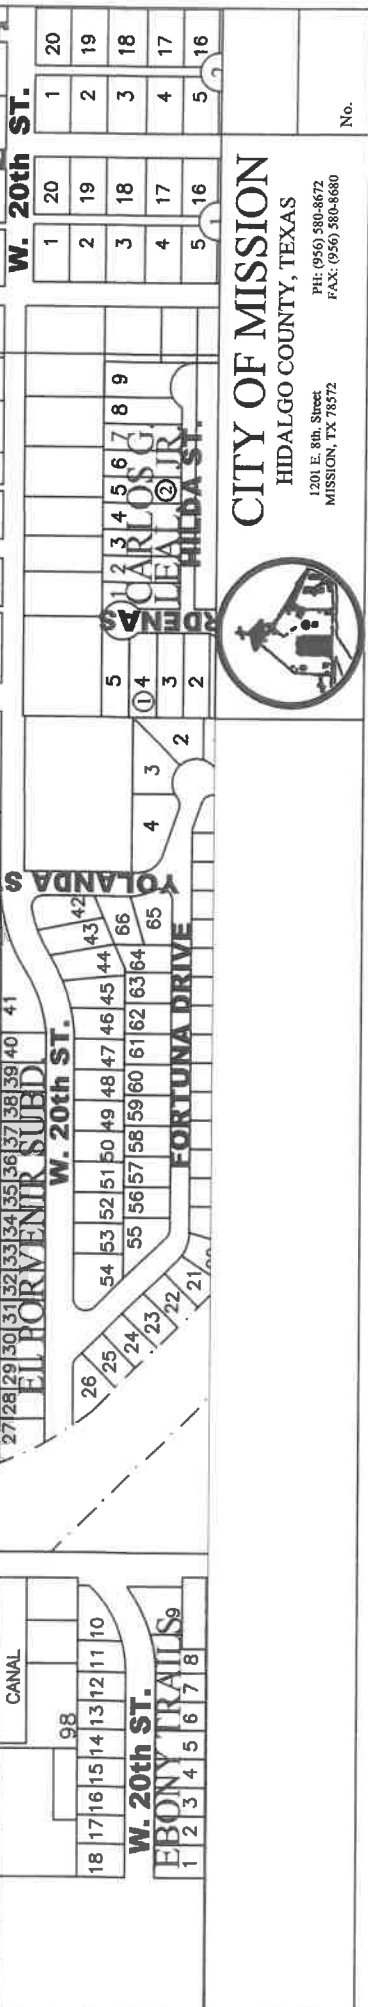 CANAL
98
18 17 16 15 14 13 12 11 10
W. 20th ST.
EBONY TRAILS
1 2 3 4 5 6 7 8 9
27 28 29 30 31 32 33 34 35 36 37 38 39 40 41
EL PORVENIR SUBD.
W. 20th ST.
26 25 24 23 22 21
54 53 52 51 50 49 48 47 46 45 44 43 42
55 56 57 58 59 60 61 62 63 64 66 65
FORTUNA DRIVE
YOLANDA S
4 3 2
5
① 4
3
2
RDENAS
1 2 3 4 5 6 7 8 9
CARLOS G.
LEAL ② JR.
HILDA ST.
W. 20th ST.
1 20 1 20
2 19 2 19
3 18 3 18
4 17 4 17
5 16 5 16
1
2
CITY OF MISSION
HIDALGO COUNTY, TEXAS
1201 E. 8th. Street
MISSION, TX 78572
PH: (956) 580-8672
FAX: (956) 580-8680
No.